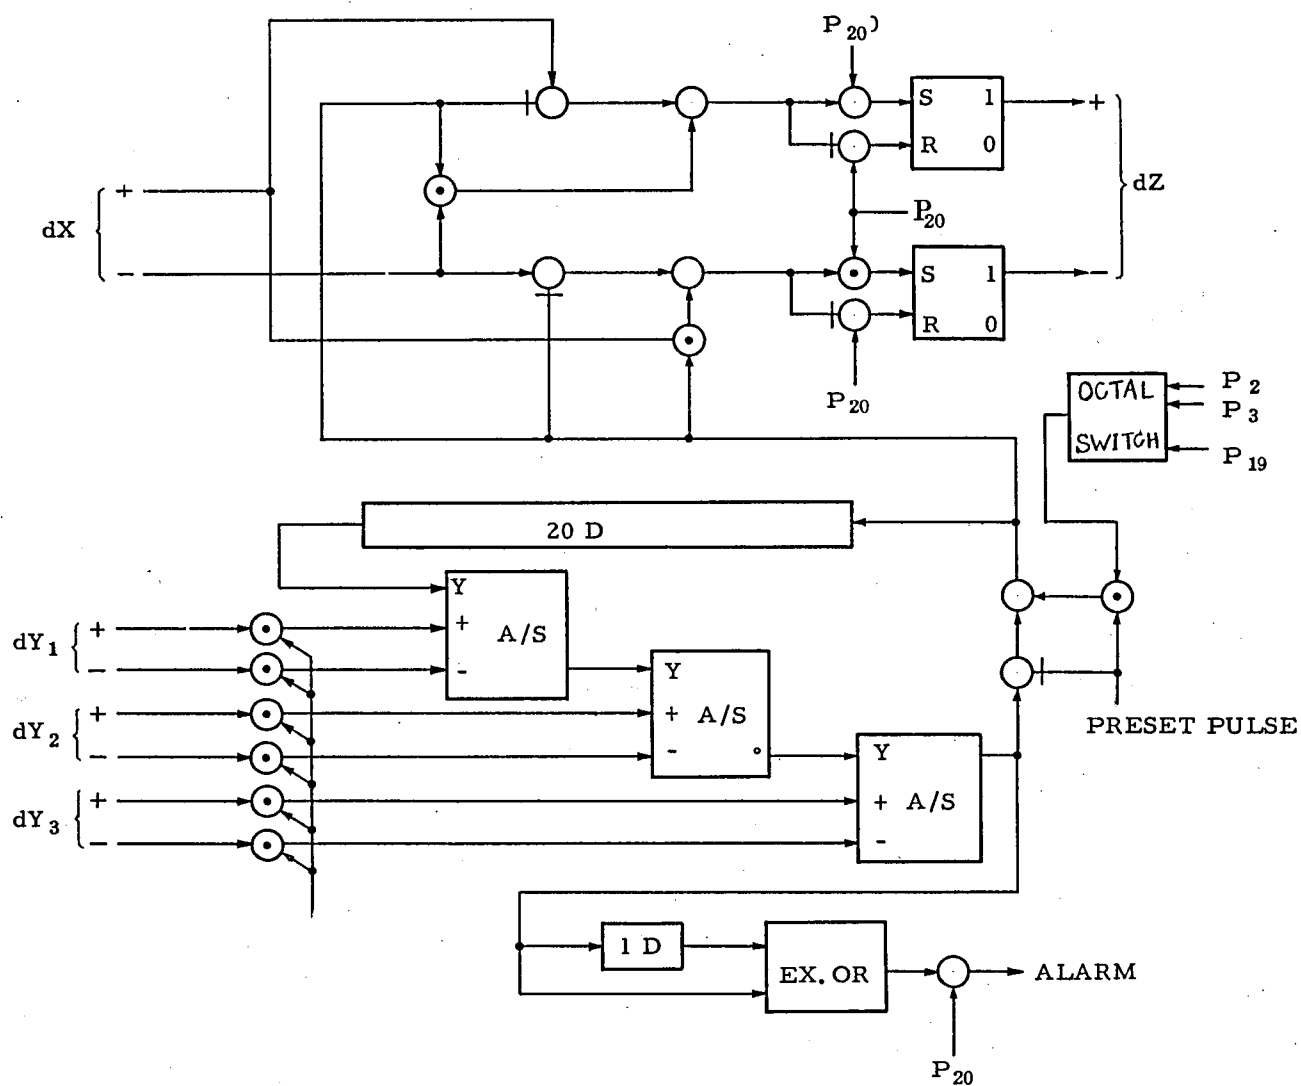 P20)
S 1
+
R 0
+
dX
dZ
P20
−
S 1
−
R 0
P20
OCTAL
SWITCH
P2
P3
P19
20 D
Y
+ A/S
-
dY1
+
−
Y
+ A/S
-
dY2
+
−
PRESET PULSE
Y
+ A/S
-
dY3
+
−
1 D
EX. OR
ALARM
P20